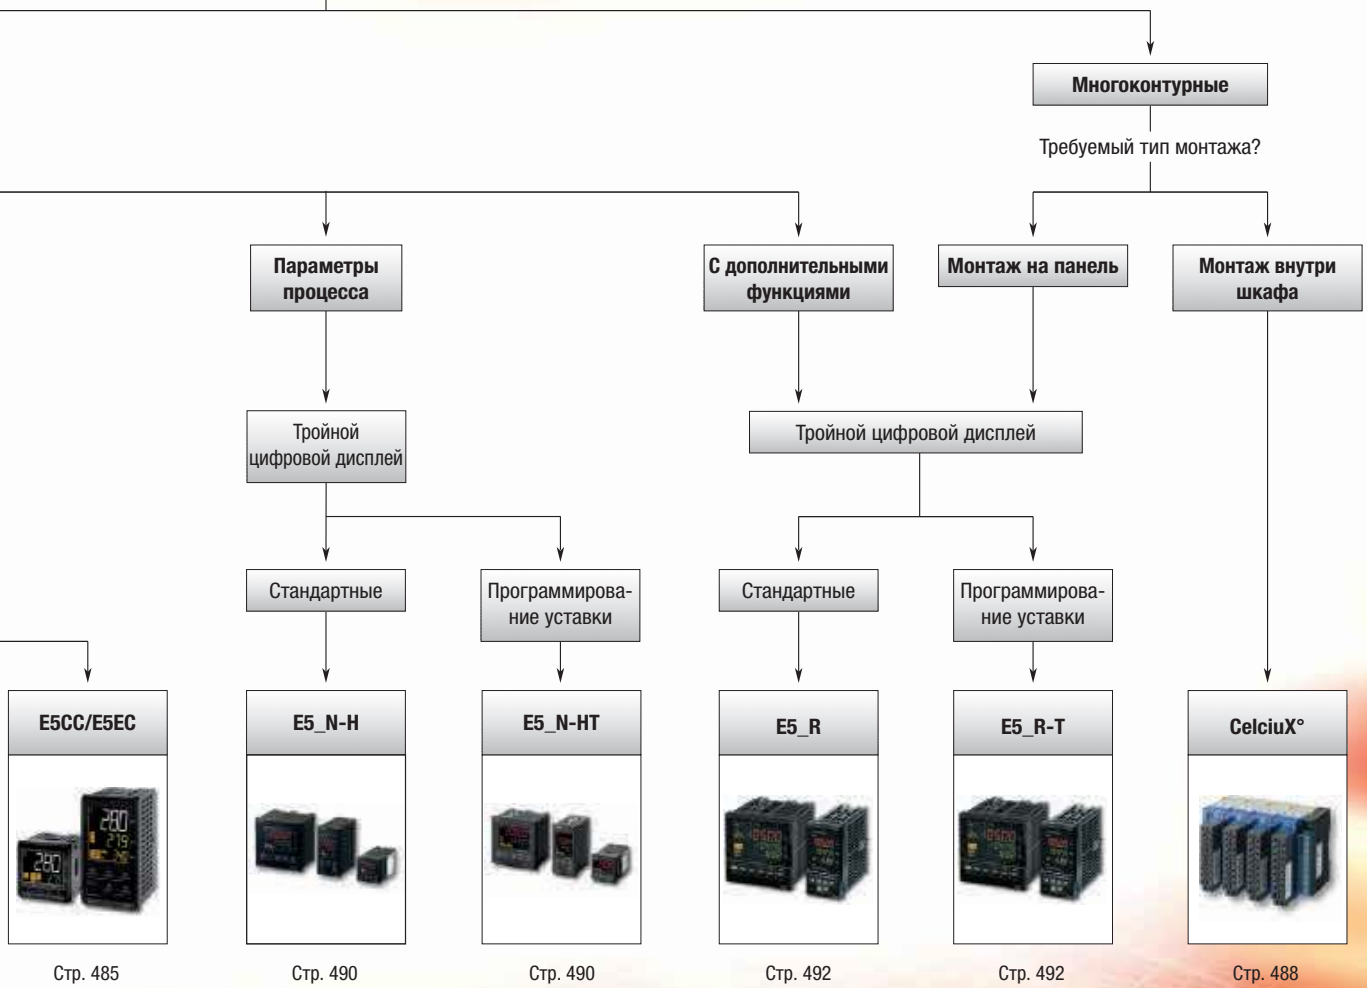 Многоконтурные
Требуемый тип монтажа?
Параметры
процесса
С дополнительными
функциями
Монтаж на панель
Монтаж внутри
шкафа
Тройной
цифровой дисплей
Тройной цифровой дисплей
Стандартные
Программирова-
ние уставки
Стандартные
Программирова-
ние уставки
E5CC/E5EC
E5_N-H
E5_N-HT
E5_R
E5_R-T
CelciuX°
Стр. 485
Стр. 490
Стр. 490
Стр. 492
Стр. 492
Стр. 488